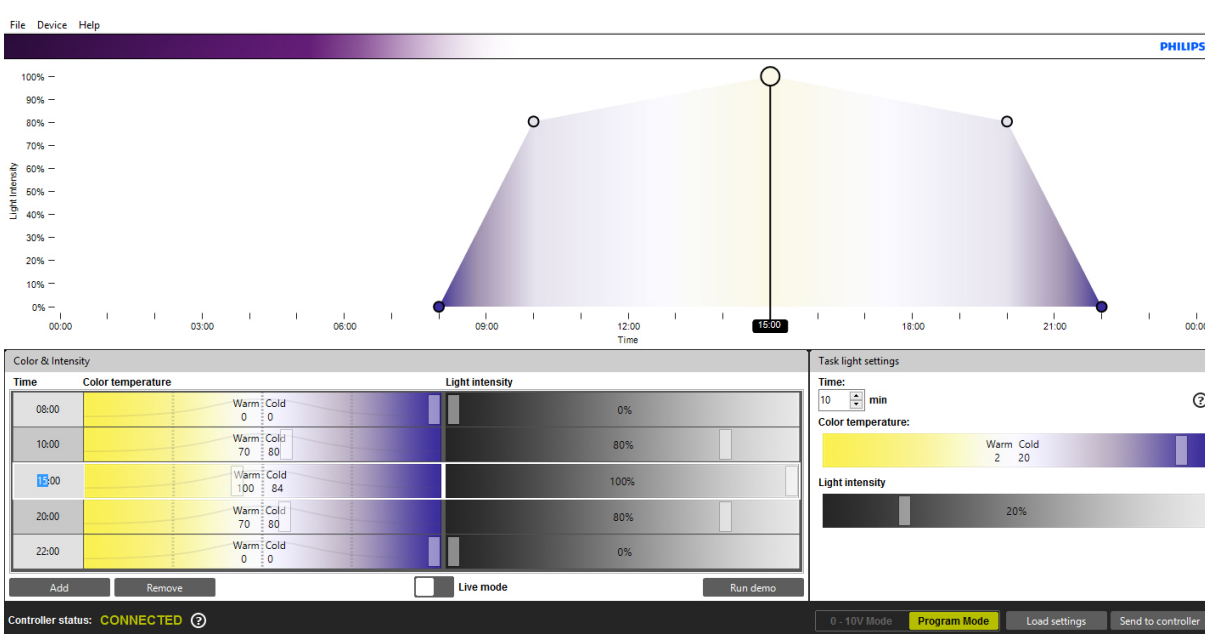 File Device Help
PHILIPS
100%
90%
80%
70%
60%
50%
40%
30%
20%
10%
0%
Light Intensity
00:00 03:00 06:00 09:00 12:00 15:00 18:00 21:00 00:00
Time
Color & Intensity
Time Color temperature Light intensity
08:00 Warm Cold 0%
0 0
10:00 Warm Cold 80%
70 80
15:00 Warm Cold 100%
100 84
20:00 Warm Cold 80%
70 80
22:00 Warm Cold 0%
0 0
Add Remove Live mode Run demo
Task light settings
Time:
10 min ?
Color temperature:
Warm Cold
2 20
Light intensity
20%
Controller status: CONNECTED ? 0 - 10V Mode Program Mode Load settings Send to controller